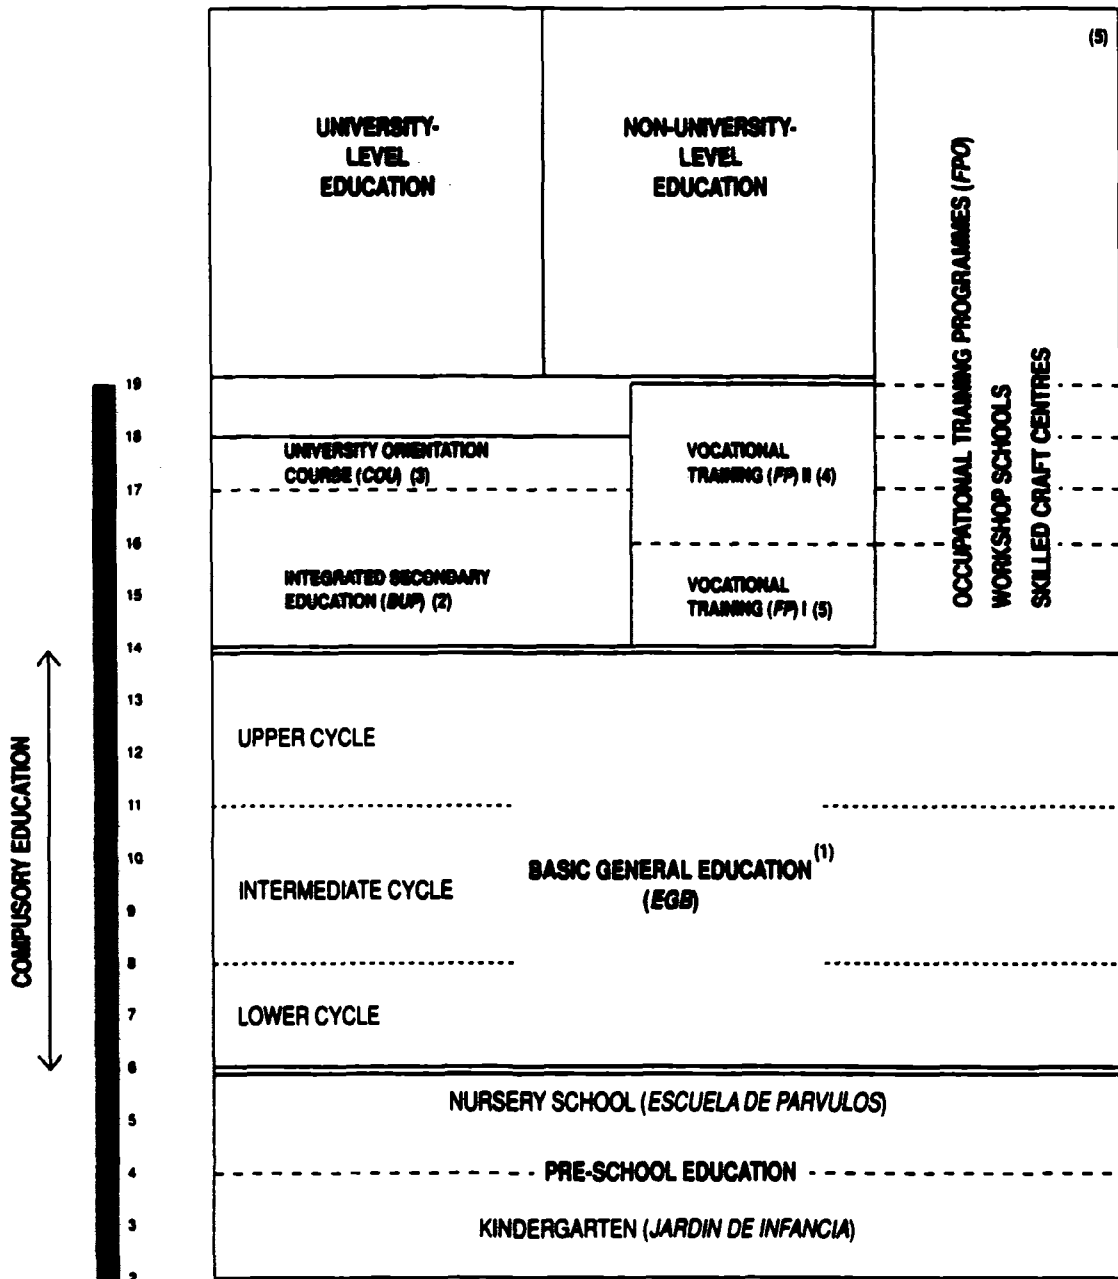 (5)
UNIVERSITY-
LEVEL
EDUCATION
NON-UNIVERSITY-
LEVEL
EDUCATION
OCCUPATIONAL TRAINING PROGRAMMES (FPO)
WORKSHOP SCHOOLS
SKILLED CRAFT CENTRES
19
18
UNIVERSITY ORIENTATION
COURSE (COU) (3)
VOCATIONAL
TRAINING (FP) II (4)
17
16
INTEGRATED SECONDARY
EDUCATION (BUP) (2)
VOCATIONAL
TRAINING (FP) I (5)
15
14
COMPUSORY EDUCATION
13
UPPER CYCLE
12
11
10
BASIC GENERAL EDUCATION (1)
(EGB)
INTERMEDIATE CYCLE
9
8
7
LOWER CYCLE
6
NURSERY SCHOOL (ESCUELA DE PARVULOS)
5
4
PRE-SCHOOL EDUCATION
3
KINDERGARTEN (JARDIN DE INFANCIA)
2